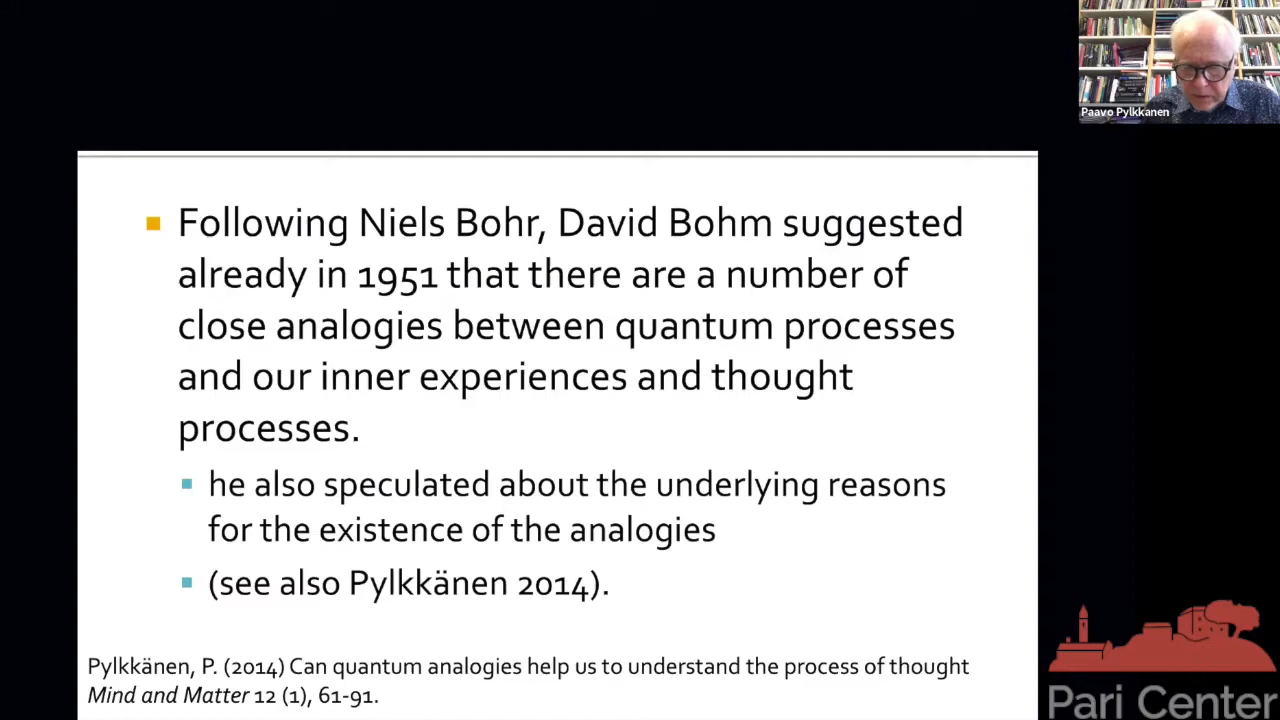 Paavo Pylkkanen
Following Niels Bohr, David Bohm suggested
already in 1951 that there are a number of
close analogies between quantum processes
and our inner experiences and thought
processes.
he also speculated about the underlying reasons
for the existence of the analogies
(see also Pylkkänen 2014).
Pylkkänen, P. (2014) Can quantum analogies help us to understand the process of thought
Mind and Matter 12 (1), 61-91.
Pari Center